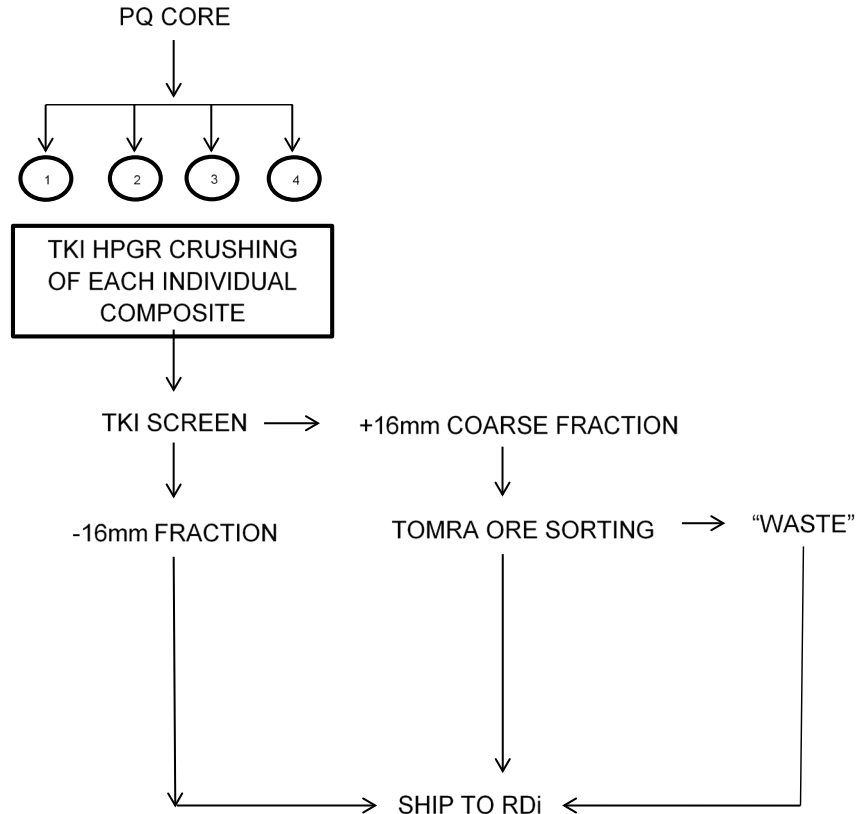 PQ CORE
1
2
3
4
TKI HPGR CRUSHING
OF EACH INDIVIDUAL
COMPOSITE
TKI SCREEN
+16mm COARSE FRACTION
-16mm FRACTION
TOMRA ORE SORTING
“WASTE”
SHIP TO RDi